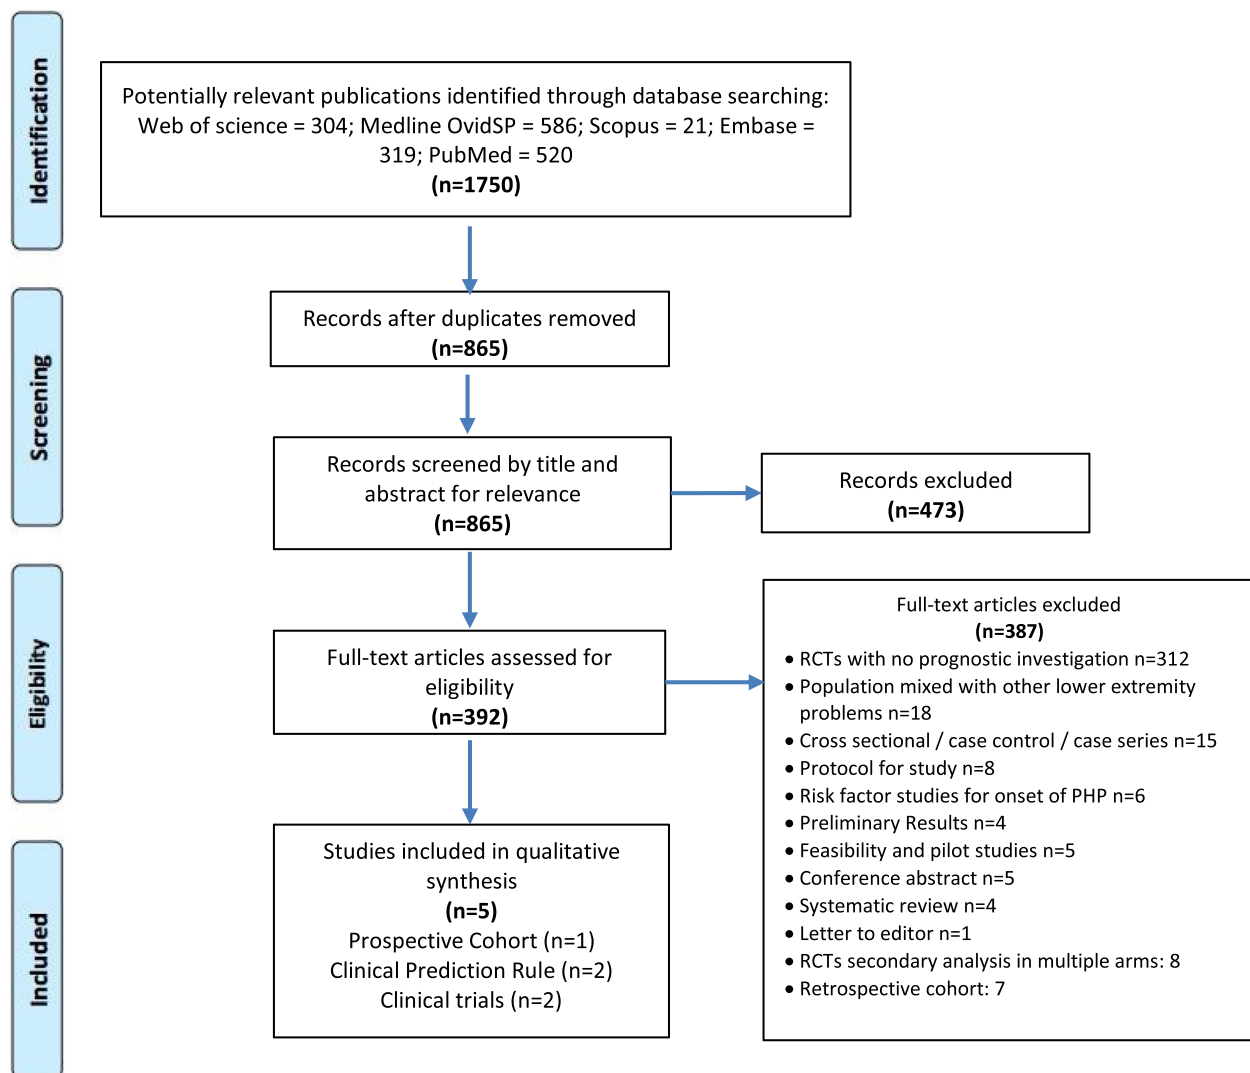 Identification
Potentially relevant publications identified through database searching:
Web of science = 304; Medline OvidSP = 586; Scopus = 21; Embase =
319; PubMed = 520
(n=1750)
Screening
Records after duplicates removed
(n=865)
Records screened by title and
abstract for relevance
(n=865)
Records excluded
(n=473)
Eligibility
Full-text articles assessed for
eligibility
(n=392)
Full-text articles excluded
(n=387)
• RCTs with no prognostic investigation n=312
• Population mixed with other lower extremity
problems n=18
• Cross sectional / case control / case series n=15
• Protocol for study n=8
• Risk factor studies for onset of PHP n=6
• Preliminary Results n=4
• Feasibility and pilot studies n=5
• Conference abstract n=5
• Systematic review n=4
• Letter to editor n=1
• RCTs secondary analysis in multiple arms: 8
• Retrospective cohort: 7
Included
Studies included in qualitative
synthesis
(n=5)
Prospective Cohort (n=1)
Clinical Prediction Rule (n=2)
Clinical trials (n=2)